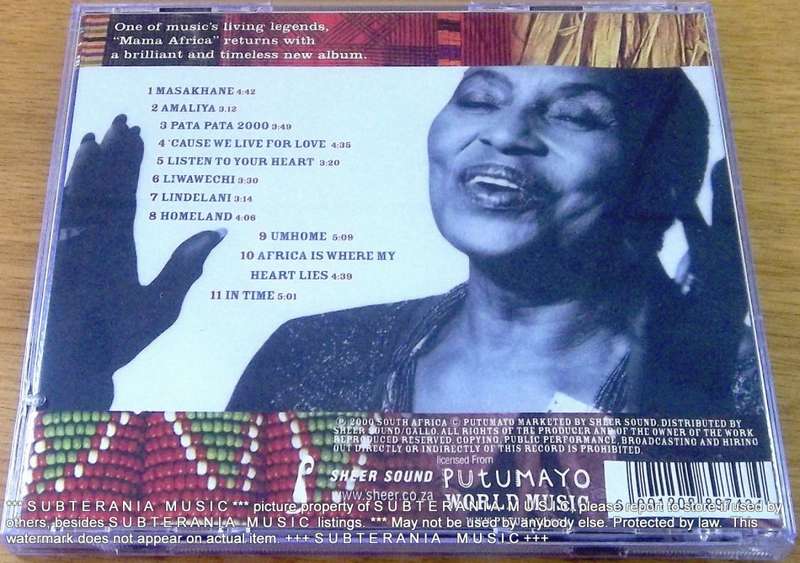 One of music's living legends,
"Mama Africa" returns with
a brilliant and timeless new album.
1 MASAKHANE 4:42
2 AMALIYA 3.12
3 PATA PATA 2000 3:49
4 'CAUSE WE LIVE FOR LOVE 4:35
5 LISTEN TO YOUR HEART 3:20
6 LIWAWECHI 3:30
7 LINDELANI 3:14
8 HOMELAND 4:06
9 UMHOME 5:09
10 AFRICA IS WHERE MY
HEART LIES 4:39
11 IN TIME 5:01
℗ 2000 SOUTH AFRICA © PUTUMAYO MARKETED BY SHEER SOUND. DISTRIBUTED BY
SHEER SOUND/GALLO. ALL RIGHTS OF THE PRODUCER AND OF THE OWNER OF THE WORK
REPRODUCED RESERVED. COPYING, PUBLIC PERFORMANCE, BROADCASTING AND HIRING
OUT DIRECTLY OR INDIRECTLY OF THIS RECORD IS PROHIBITED.
licensed From
SHEER SOUND
www.sheer.co.za
PUTUMAYO
WORLD MUSIC
*** S U B T E R A N I A M U S I C *** picture property of S U B T E R A N I A M U S I C, please report to store if used by
others, besides S U B T E R A N I A M U S I C listings. *** May not be used by anybody else. Protected by law. This
watermark does not appear on actual item. +++ S U B T E R A N I A M U S I C +++